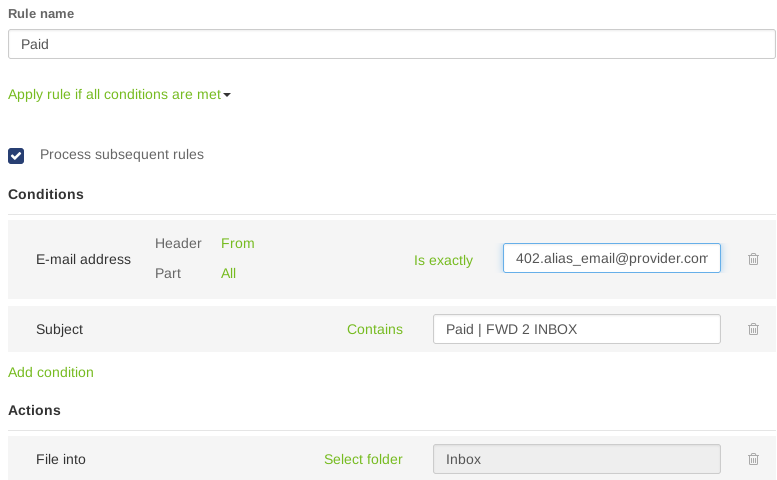 Rule name
Paid
Apply rule if all conditions are met
Process subsequent rules
Conditions
E-mail address Header From Is exactly 402.alias_email@provider.com
Part All
Subject Contains Paid | FWD 2 INBOX
Add condition
Actions
File into Select folder Inbox